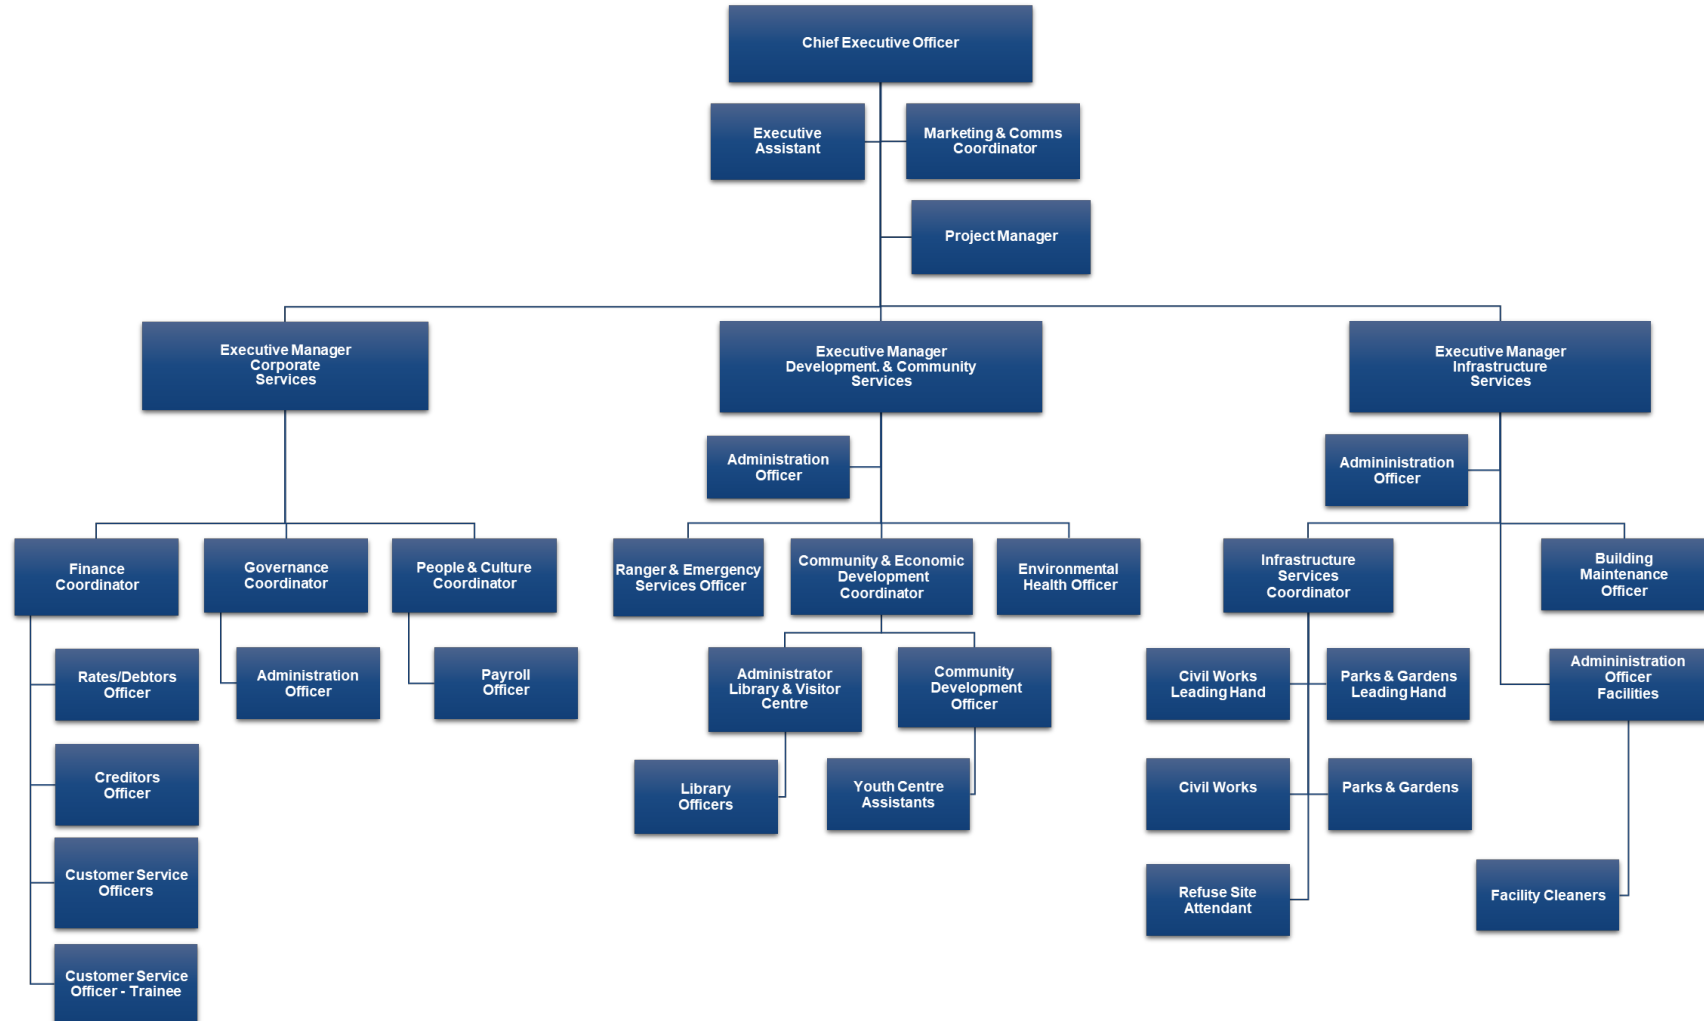 Chief Executive Officer
Executive
Assistant
Marketing & Comms
Coordinator
Project Manager
Executive Manager
Corporate
Services
Executive Manager
Development. & Community
Services
Executive Manager
Infrastructure
Services
Administration
Officer
Admininistration
Officer
Finance
Coordinator
Governance
Coordinator
People & Culture
Coordinator
Ranger & Emergency
Services Officer
Community & Economic
Development
Coordinator
Environmental
Health Officer
Infrastructure
Services
Coordinator
Building
Maintenance
Officer
Rates/Debtors
Officer
Administration
Officer
Payroll
Officer
Administrator
Library & Visitor
Centre
Community
Development
Officer
Civil Works
Leading Hand
Parks & Gardens
Leading Hand
Admininistration
Officer
Facilities
Creditors
Officer
Library
Officers
Youth Centre
Assistants
Civil Works
Parks & Gardens
Customer Service
Officers
Refuse Site
Attendant
Facility Cleaners
Customer Service
Officer - Trainee